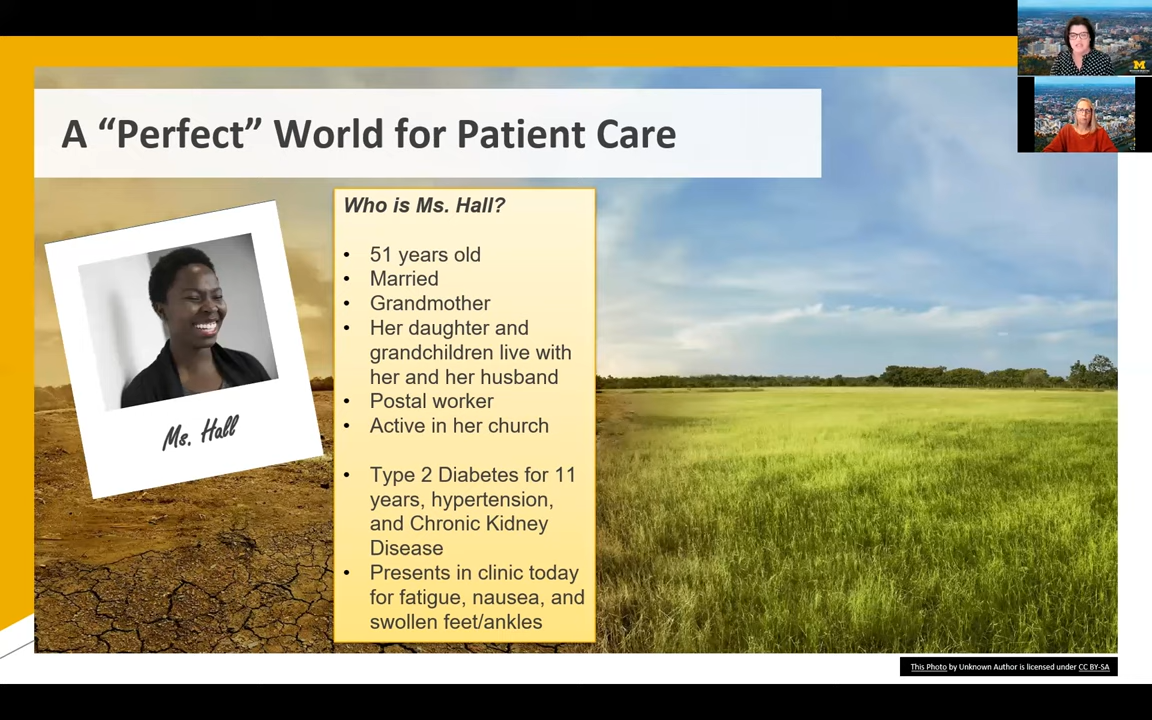 A “Perfect” World for Patient Care
Who is Ms. Hall?
• 51 years old
• Married
• Grandmother
• Her daughter and
grandchildren live with
her and her husband
• Postal worker
• Active in her church
• Type 2 Diabetes for 11
years, hypertension,
and Chronic Kidney
Disease
• Presents in clinic today
for fatigue, nausea, and
swollen feet/ankles
Ms. Hall
M
This Photo by Unknown Author is licensed under CC BY-SA